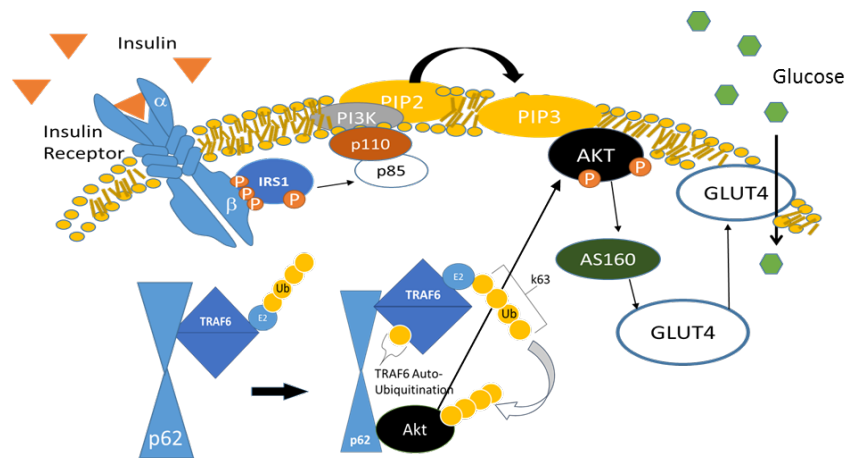 Insulin
α
Insulin
Receptor
β
P
P
P
P
IRS1
PIP2
PI3K
p110
p85
PIP3
AKT
P
P
AS160
GLUT4
GLUT4
Glucose
p62
TRAF6
E2
Ub
p62
TRAF6
E2
Ub
k63
TRAF6 Auto-
Ubiquitination
Akt